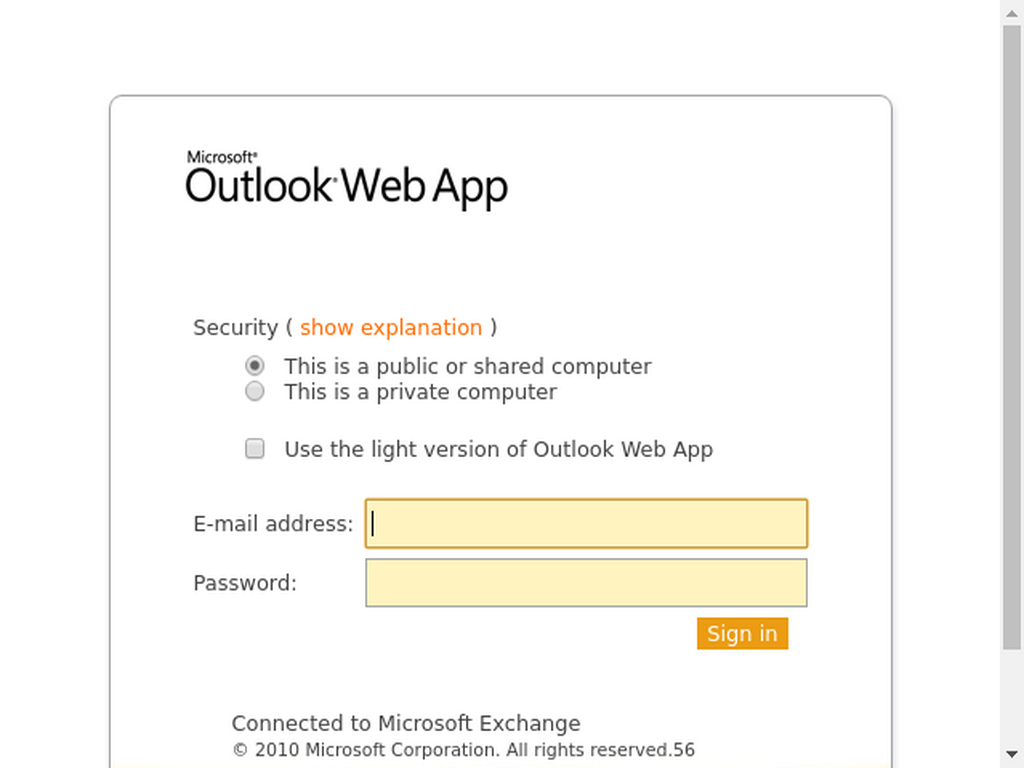 Microsoft®
Outlook® Web App
Security ( show explanation )
This is a public or shared computer
This is a private computer
Use the light version of Outlook Web App
E-mail address:
Password:
Sign in
Connected to Microsoft Exchange
© 2010 Microsoft Corporation. All rights reserved.56